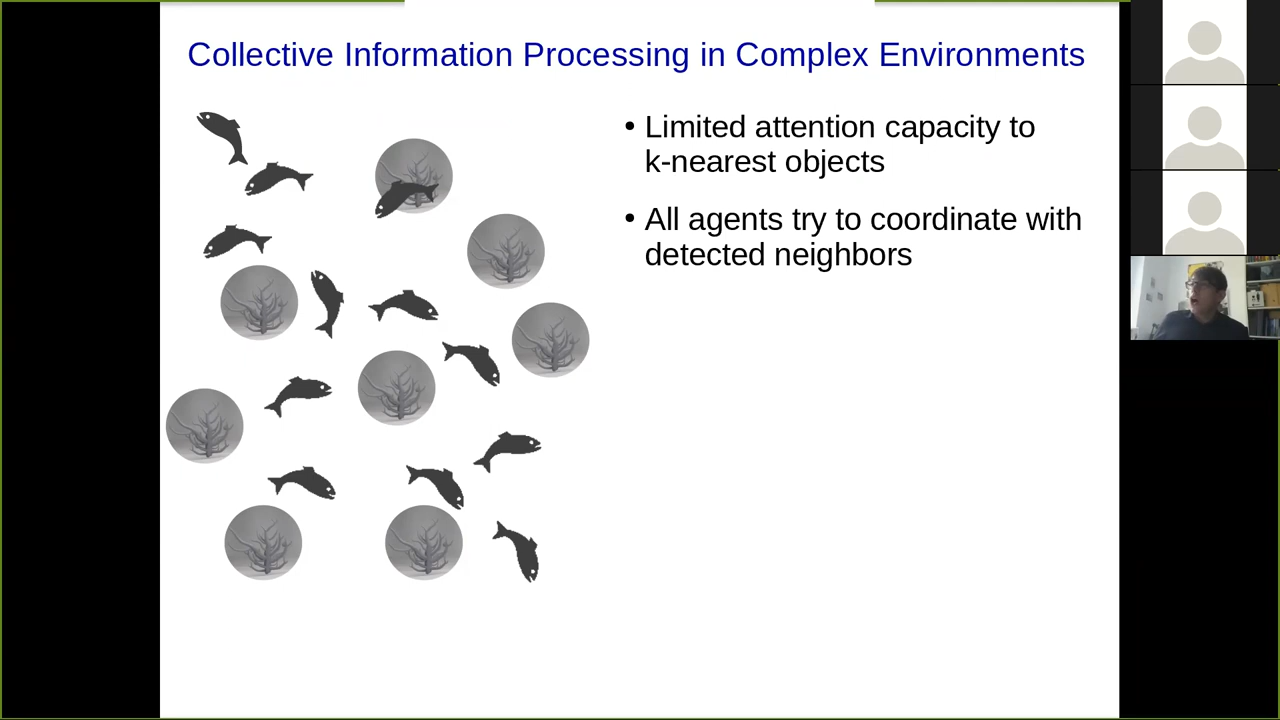 Collective Information Processing in Complex Environments
• Limited attention capacity to
k-nearest objects
• All agents try to coordinate with
detected neighbors